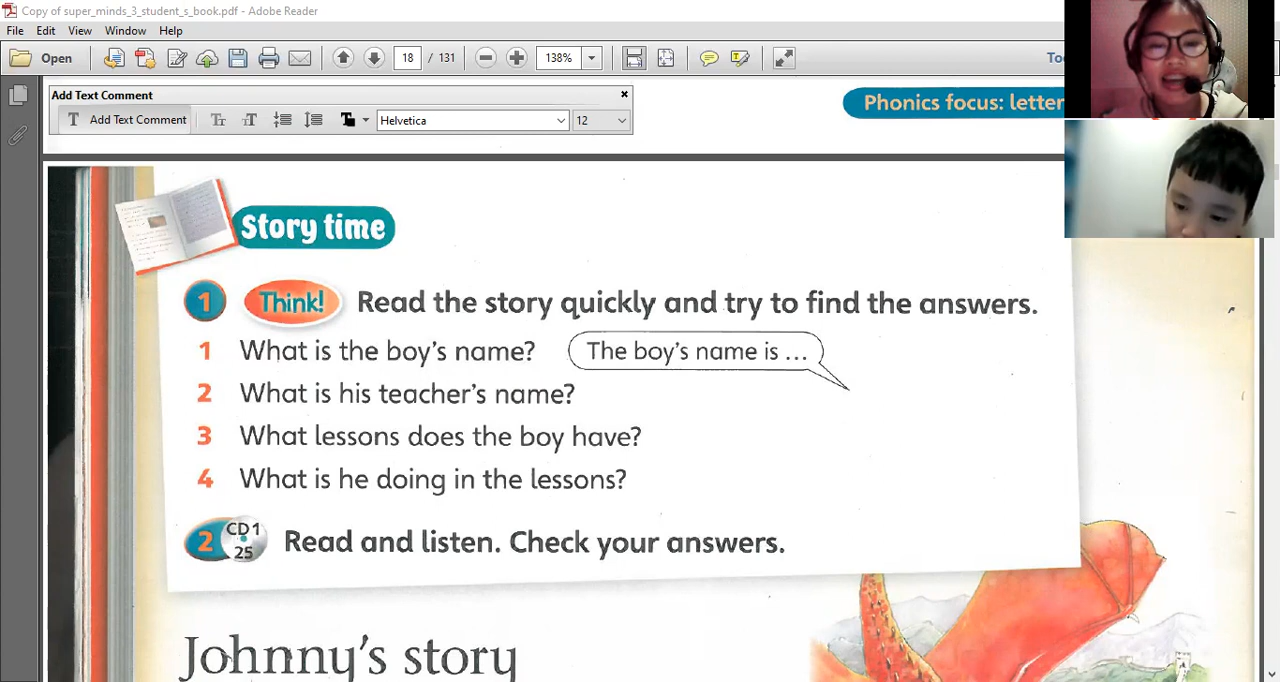 Copy of super_minds_3_student_s_book.pdf - Adobe Reader
File Edit View Window Help
Open 18 / 131 138%
Add Text Comment
Add Text Comment Helvetica 12
Phonics focus: letter
Story time
1 Think! Read the story quickly and try to find the answers.
1 What is the boy's name? The boy's name is ...
2 What is his teacher's name?
3 What lessons does the boy have?
4 What is he doing in the lessons?
2 CD1 25 Read and listen. Check your answers.
Johnny's story